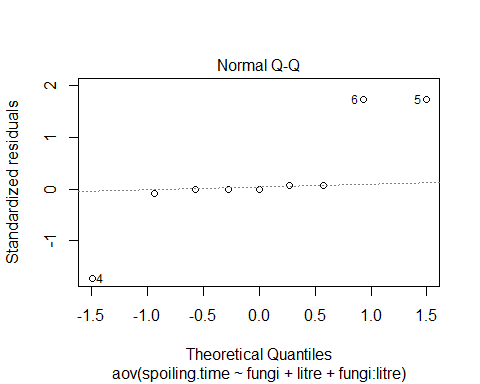 Normal Q-Q
Standardized residuals
2
1
0
-1
6
5
4
-1.5 -1.0 -0.5 0.0 0.5 1.0 1.5
Theoretical Quantiles
aov(spoiling.time ~ fungi + litre + fungi:litre)